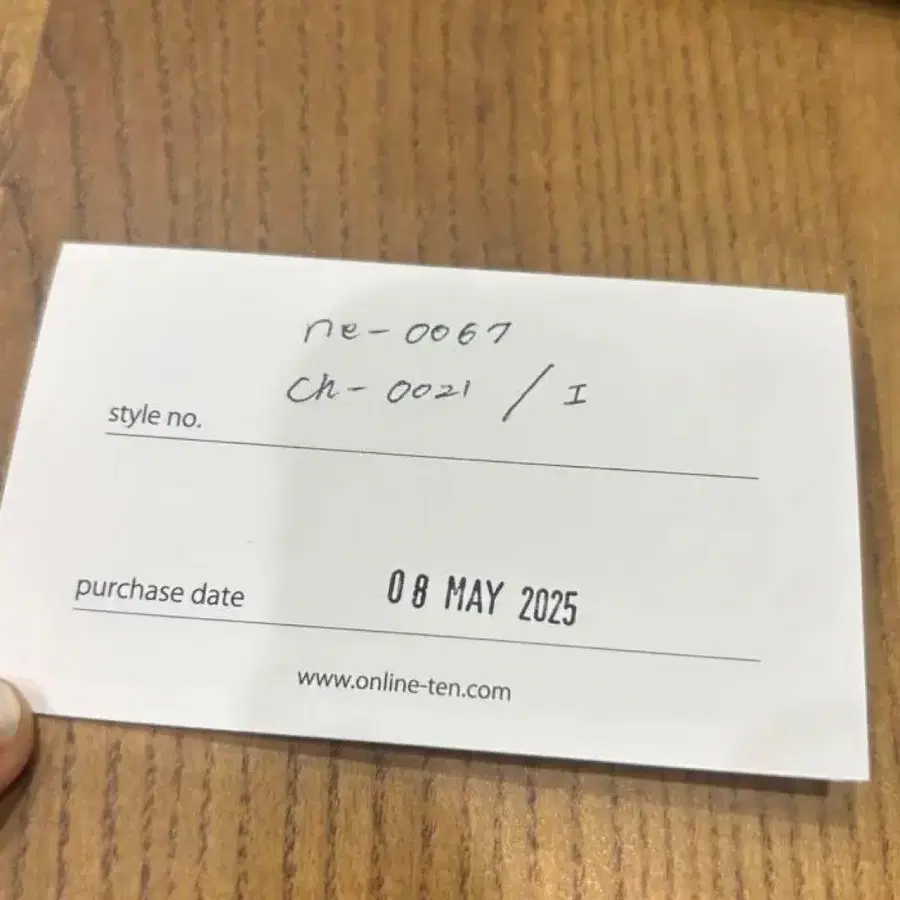 ne-0067
ch-0021 / I
style no.
purchase date 08 MAY 2025
www.online-ten.com